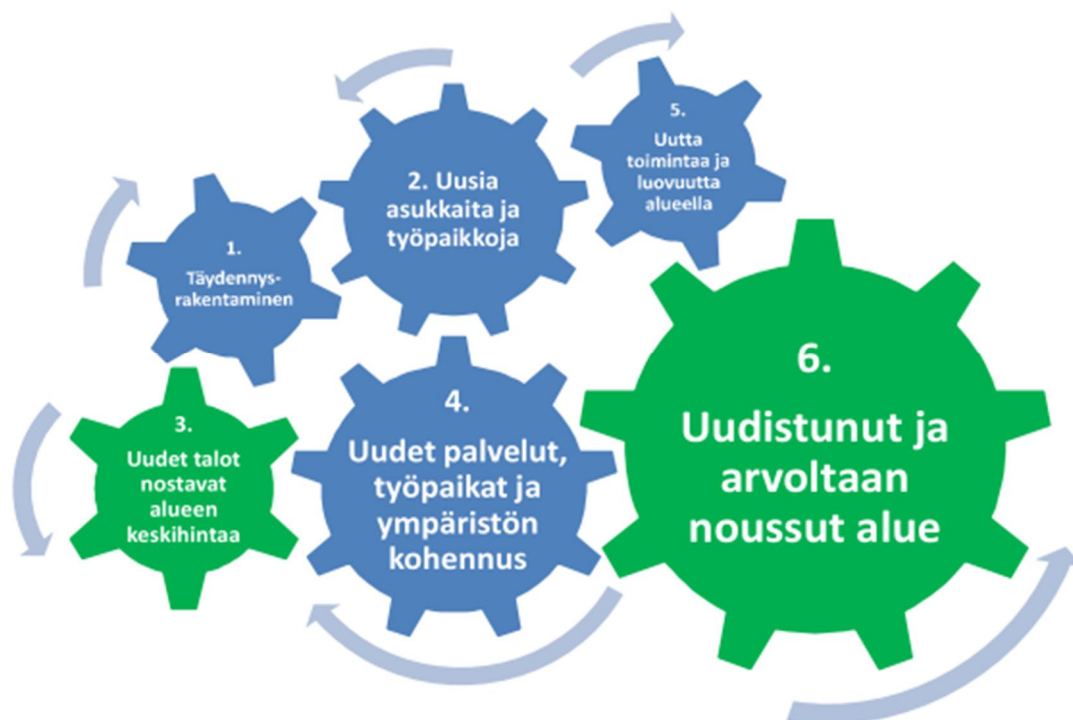 1.
Täydennys-
rakentaminen
2. Uusia
asukkaita ja
työpaikkoja
3.
Uudet talot
nostavat
alueen
keskihintaa
4.
Uudet palvelut,
työpaikat ja
ympäristön
kohennus
5.
Uutta
toimintaa ja
luovuutta
alueella
6.
Uudistunut ja
arvoltaan
noussut alue